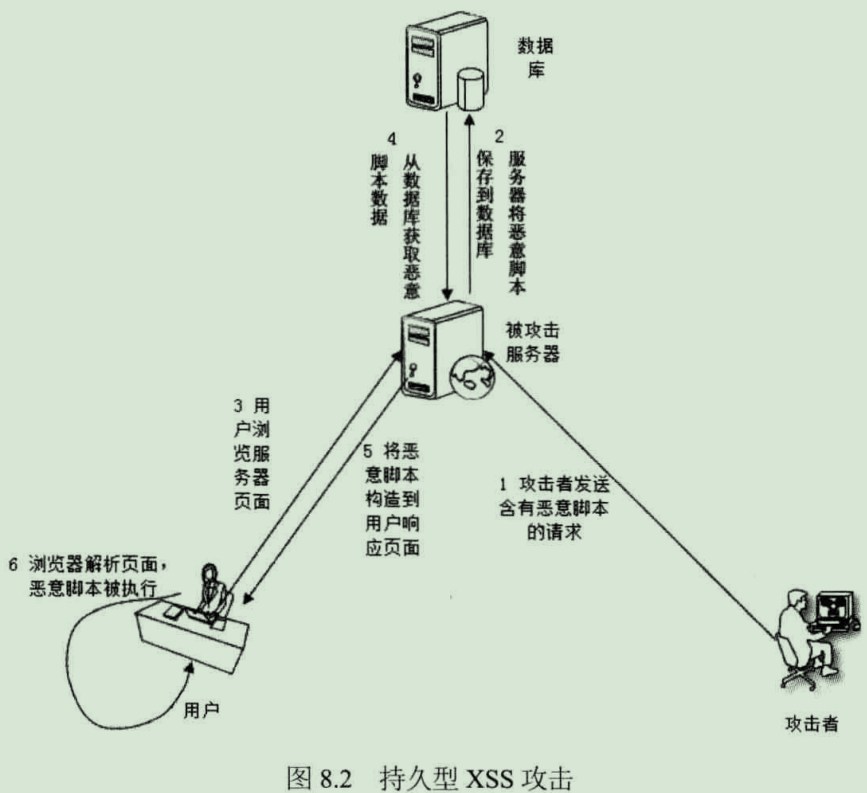 数据
库
4
从数据库获取恶意
脚本数据
2
服务器将恶意脚本
保存到数据库
被攻击
服务器
3 用
户浏
览服
务器
页面
5 将恶
意脚本
构造到
用户响
应页面
1 攻击者发送
含有恶意脚本
的请求
6 浏览器解析页面,
恶意脚本被执行
用户
攻击者
图 8.2 持久型 XSS 攻击